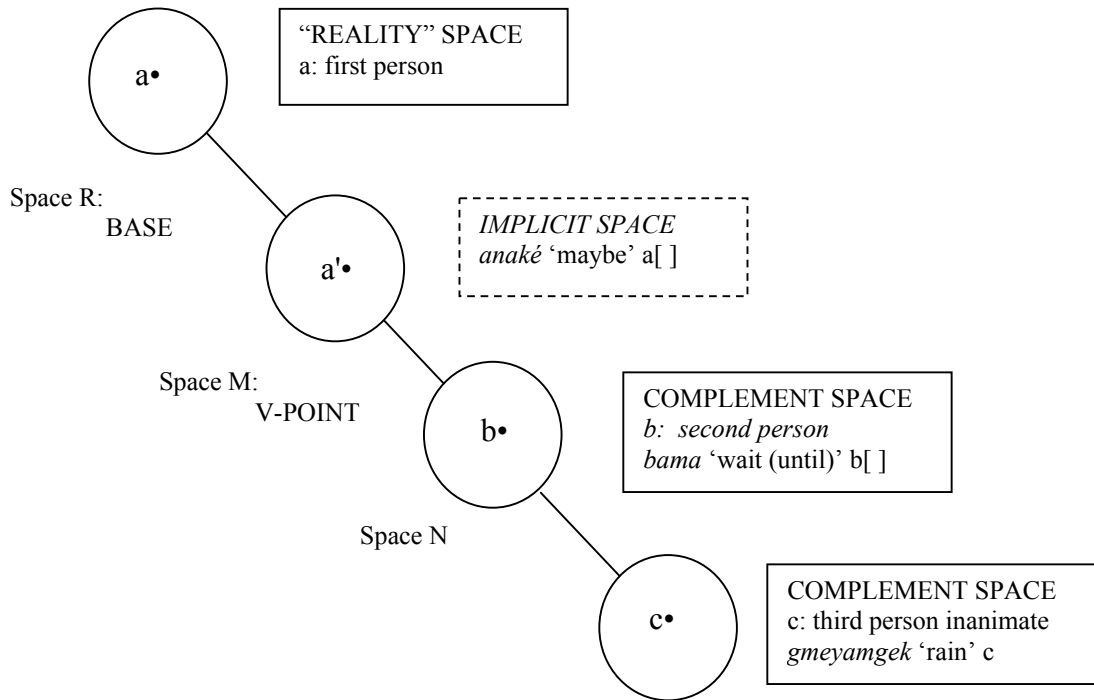 “REALITY” SPACE
a: first person
a•
Space R:
BASE
IMPLICIT SPACE
anaké ‘maybe’ a[ ]
a'•
Space M:
V-POINT
COMPLEMENT SPACE
b: second person
bama ‘wait (until)’ b[ ]
b•
Space N
COMPLEMENT SPACE
c: third person inanimate
gmeyamgek ‘rain’ c
c•